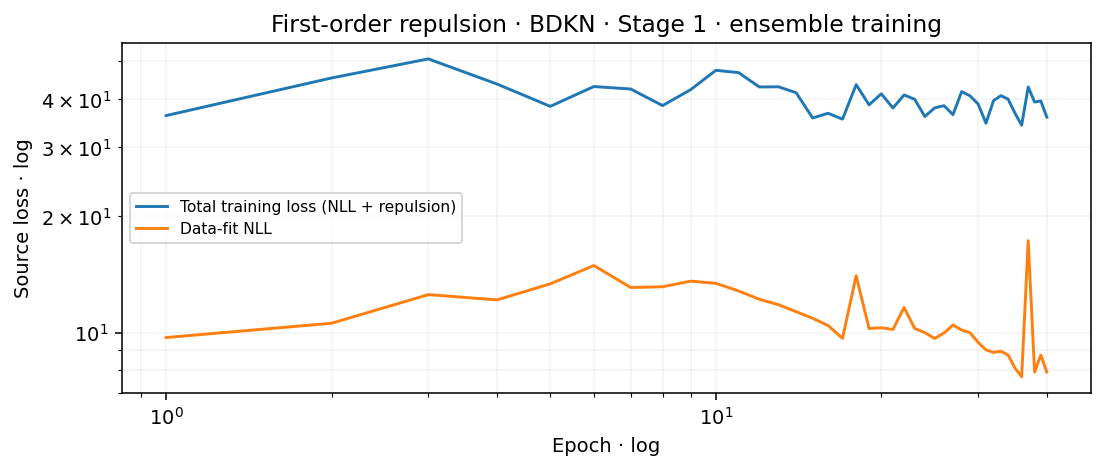 First-order repulsion · BDKN · Stage 1 · ensemble training
Source loss · log
4 × 10¹
3 × 10¹
2 × 10¹
10¹
Total training loss (NLL + repulsion)
Data-fit NLL
10⁰
10¹
Epoch · log